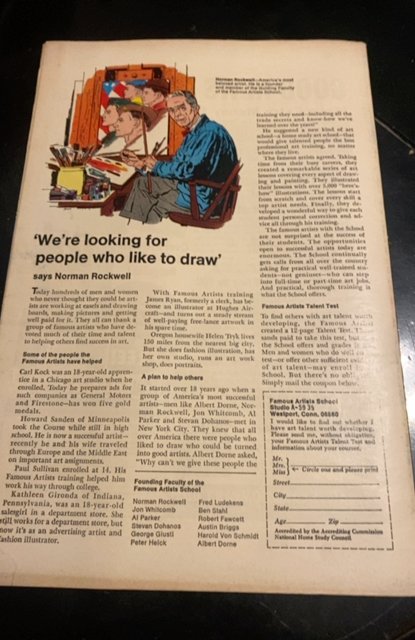 Norman Rockwell—America's most
beloved artist. He is a founder
and member of the Guiding Faculty
of the Famous Artists School.
'We're looking for
people who like to draw'
says Norman Rockwell
Today hundreds of men and women
who never thought they could be art-
ists are working at easels and drawing
boards, making pictures and getting
well paid for it. They all can thank a
group of famous artists who have de-
voted much of their time and talent
to helping others find success in art.
Some of the people
Famous Artists have helped
Carl Kock was an 18-year-old appren-
tice in a Chicago art studio when he
enrolled. Today he prepares ads for
such companies as General Motors
and Firestone–has won five gold
medals.
Howard Sanden of Minneapolis
took the Course while still in high
school. He is now a successful artist—
recently he and his wife traveled
through Europe and the Middle East
on important art assignments.
Paul Sullivan enrolled at 14. His
Famous Artists training helped him
work his way through college.
Kathleen Gironda of Indiana,
Pennsylvania, was an 18-year-old
salesgirl in a department store. She
still works for a department store, but
now it's as an advertising artist and
fashion illustrator.
With Famous Artists training
James Ryan, formerly a clerk, has be-
come an illustrator at Hughes Air-
craft–and turns out a steady stream
of well-paying free-lance artwork in
his spare time.
Oregon housewife Helen Tryk lives
150 miles from the nearest big city.
But she does fashion illustration, has
her own studio, runs an art work-
shop, does portraits.
A plan to help others
It started over 18 years ago when a
group of America's most successful
artists–men like Albert Dorne, Nor-
man Rockwell, Jon Whitcomb, Al
Parker and Stevan Dohanos–met in
New York City. They knew that all
over America there were people who
liked to draw who could be turned
into good artists. Albert Dorne asked,
"Why can't we give these people the
Founding Faculty of the
Famous Artists School
Norman Rockwell
Jon Whitcomb
Al Parker
Stevan Dohanos
George Giusti
Peter Helck
Fred Ludekens
Ben Stahl
Robert Fawcett
Austin Briggs
Harold Von Schmidt
Albert Dorne
training they need–including all the
trade secrets and know-how we've
learned over the years?"
He suggested a new kind of art
school–a home study art school–that
would give talented people the best
professional art training, no matter
where they live.
The famous artists agreed. Taking
time from their busy careers, they
created a remarkable series of art
lessons covering every aspect of draw-
ing and painting. They illustrated
their lessons with over 5,000 "here's-
how" illustrations. The lessons start
from scratch and cover every skill a
top artist needs. Finally, they de-
veloped a wonderful way to give each
student personal correction and ad-
vice all through his training.
The famous artists with the School
are not surprised at the success of
their students. The opportunities
open to successful artists today are
enormous. The School continually
gets calls from all over the country
asking for practical well trained stu-
dents–not geniuses–who can step
into full-time or part-time art jobs.
And practical, thorough training is
what the School offers.
Famous Artists Talent Test
To find others with art talent worth
developing, the Famous Artists
created a 12-page Talent Test. Thou-
sands paid to take this test, but
the School offers and grades it
Men and women who do well on
test–or offer other sufficient evi
of art talent–may enroll
School. But there's no
Simply mail the coupon below.
Famous Artists School
Westport, Conn. 06880
I would like to find out whether I
have art talent worth developing.
Please send me, without obligation,
your Famous Artists Talent Test and
information about your courses.
Mr.
Mrs.
Miss
Circle one and please print
Street
City
State
Age Zip
Accredited by the Accrediting Commission
National Home Study Council